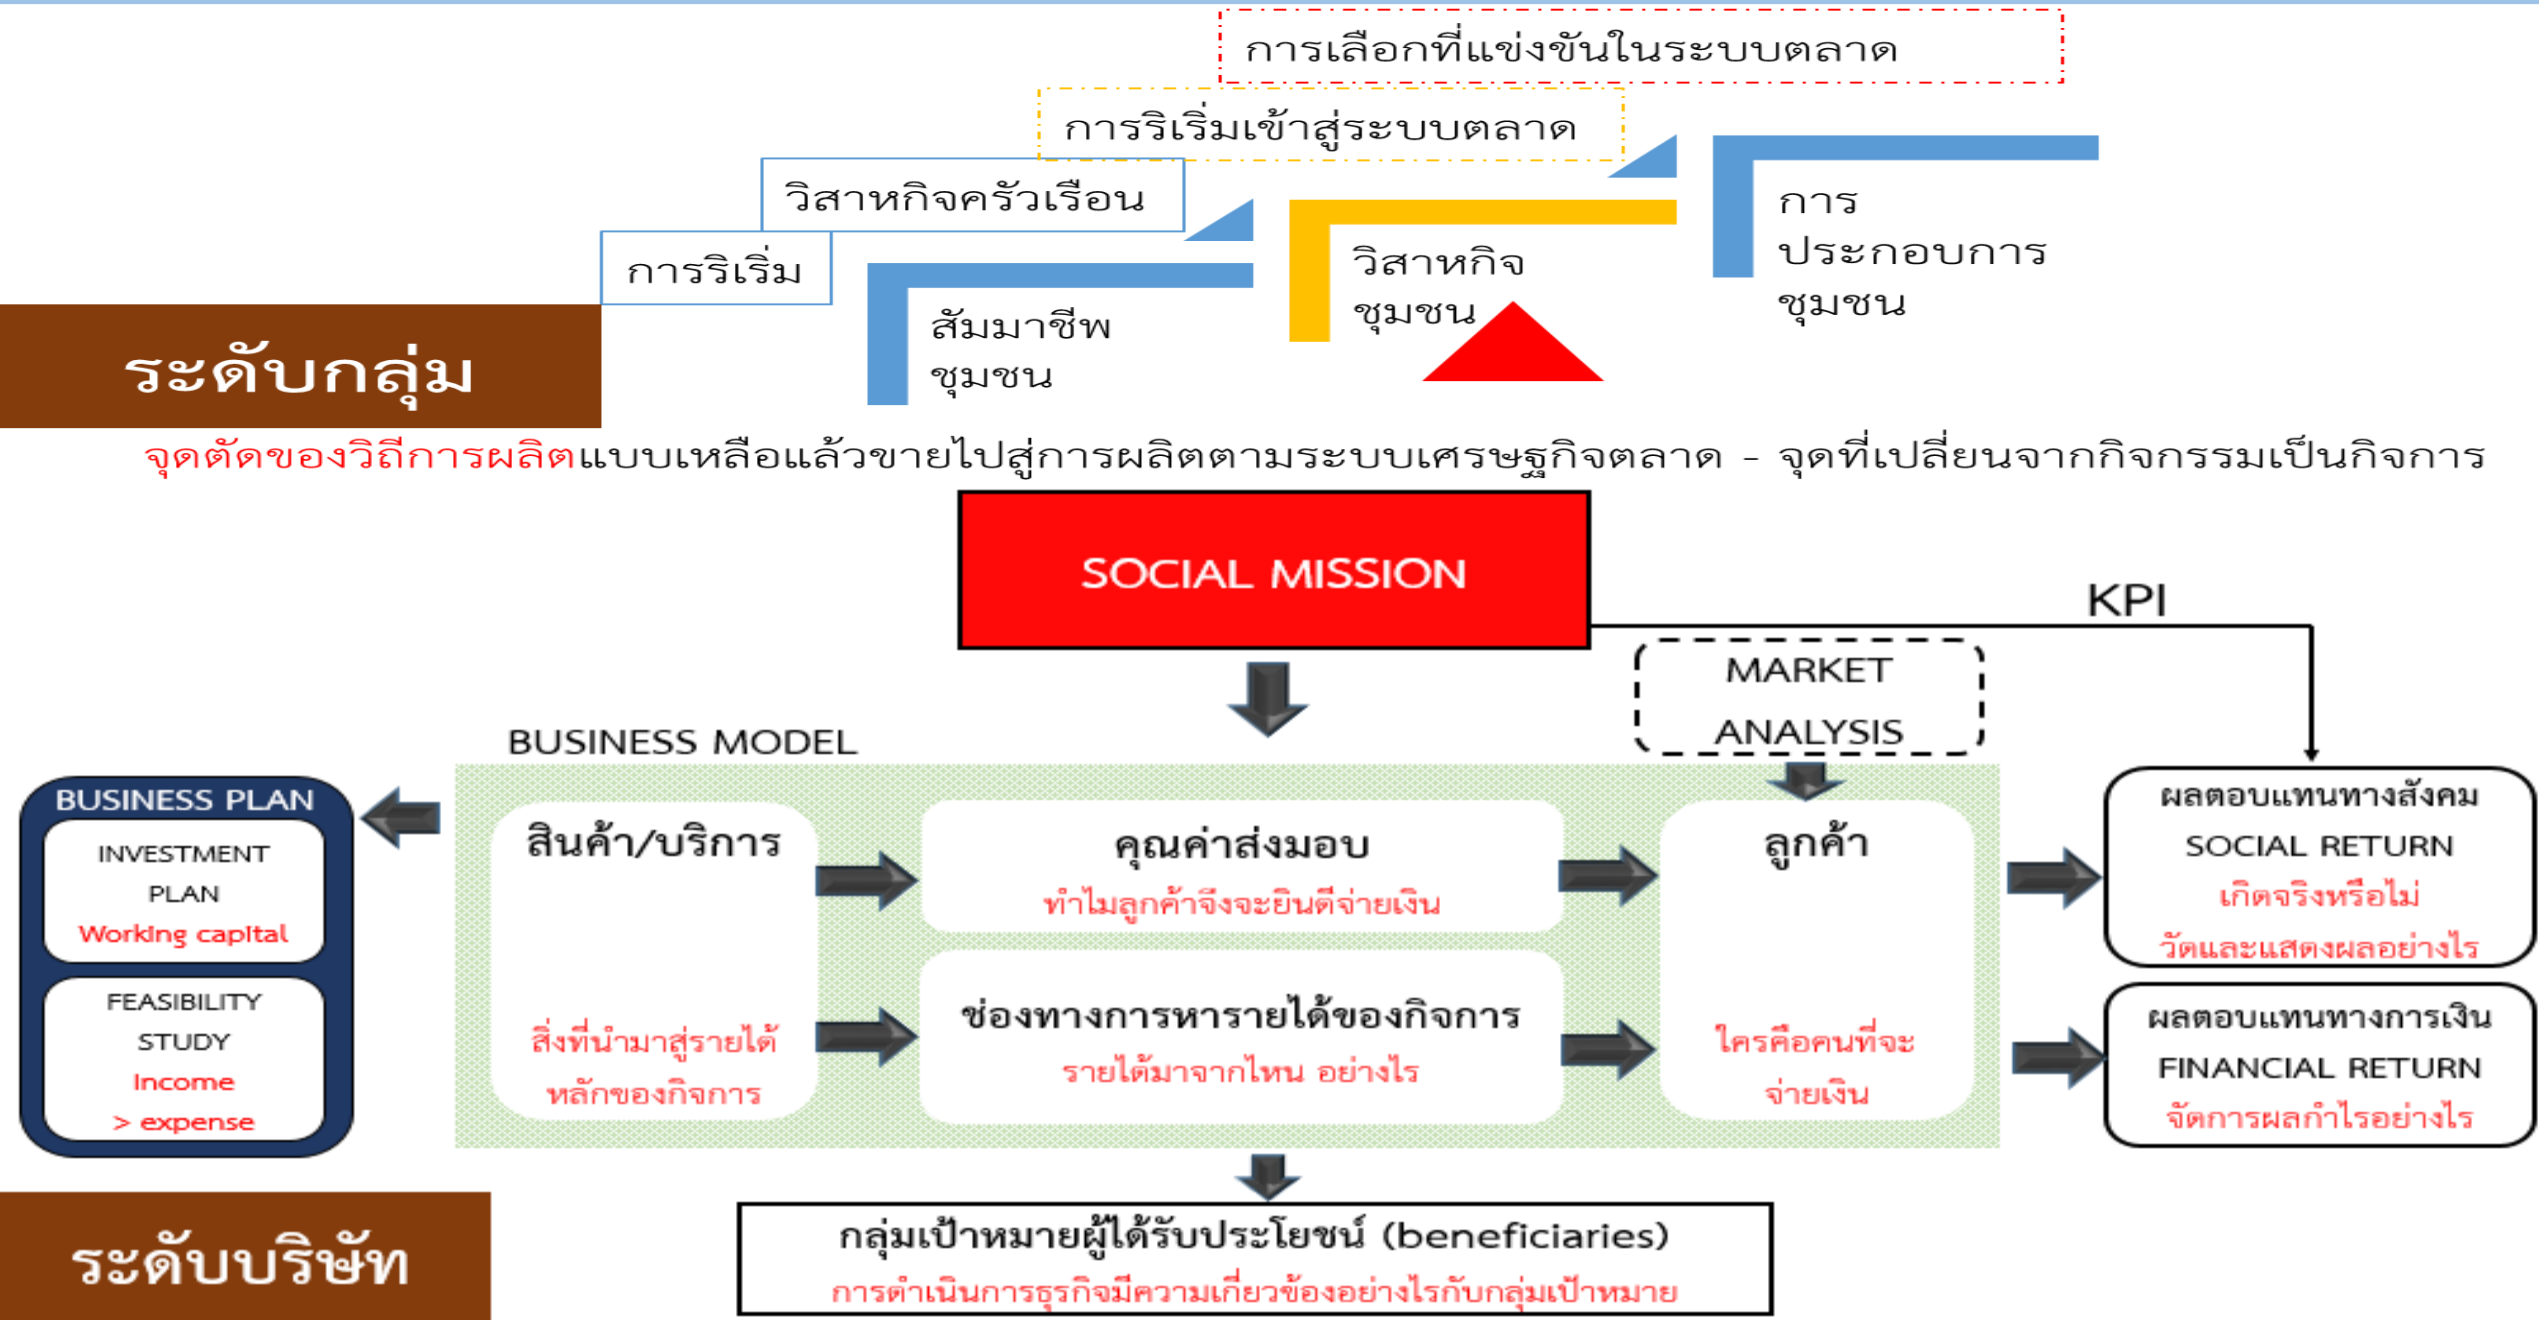 การเลือกที่แข่งขันในระบบตลาด
การริเริ่มเข้าสู่ระบบตลาด
วิสาหกิจครัวเรือน
การริเริ่ม
สัมมาชีพ
ชุมชน
วิสาหกิจ
ชุมชน
การ
ประกอบการ
ชุมชน
ระดับกลุ่ม
จุดตัดของวิถีการผลิตแบบเหลือแล้วขายไปสู่การผลิตตามระบบเศรษฐกิจตลาด - จุดที่เปลี่ยนจากกิจกรรมเป็นกิจการ
SOCIAL MISSION
KPI
MARKET
ANALYSIS
BUSINESS MODEL
BUSINESS PLAN
INVESTMENT
PLAN
Working capital
FEASIBILITY
STUDY
Income
> expense
สินค้า/บริการ
สิ่งที่นำมาสู่รายได้
หลักของกิจการ
คุณค่าส่งมอบ
ทำไมลูกค้าจึงจะยินดีจ่ายเงิน
ช่องทางการหารายได้ของกิจการ
รายได้มาจากไหน อย่างไร
ลูกค้า
ใครคือคนที่จะ
จ่ายเงิน
ผลตอบแทนทางสังคม
SOCIAL RETURN
เกิดจริงหรือไม่
วัดและแสดงผลอย่างไร
ผลตอบแทนทางการเงิน
FINANCIAL RETURN
จัดการผลกำไรอย่างไร
ระดับบริษัท
กลุ่มเป้าหมายผู้ได้รับประโยชน์ (beneficiaries)
การดำเนินการธุรกิจมีความเกี่ยวข้องอย่างไรกับกลุ่มเป้าหมาย